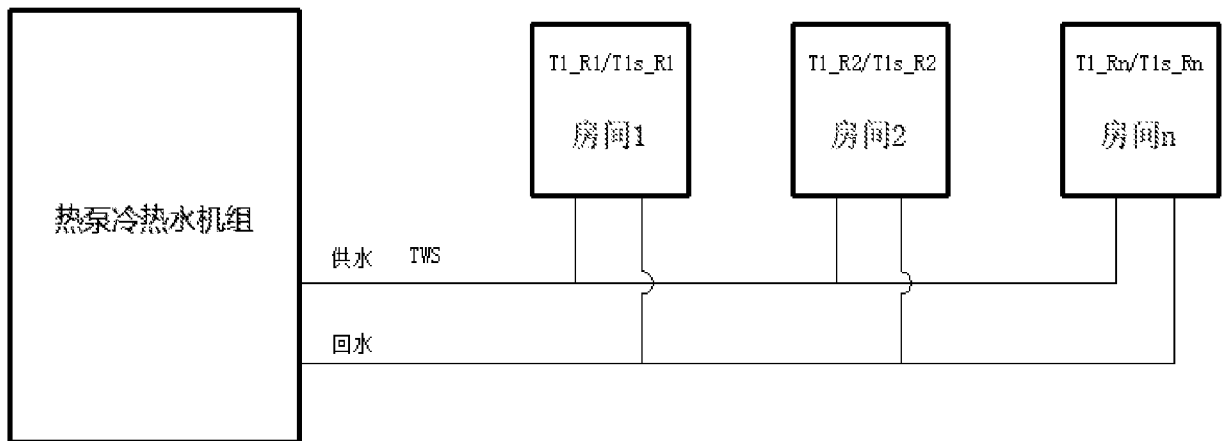 T1_R1/T1s_R1
房间1
T1_R2/T1s_R2
房间2
T1_Rn/T1s_Rn
房间n
热泵冷热水机组
供水 TWS
回水